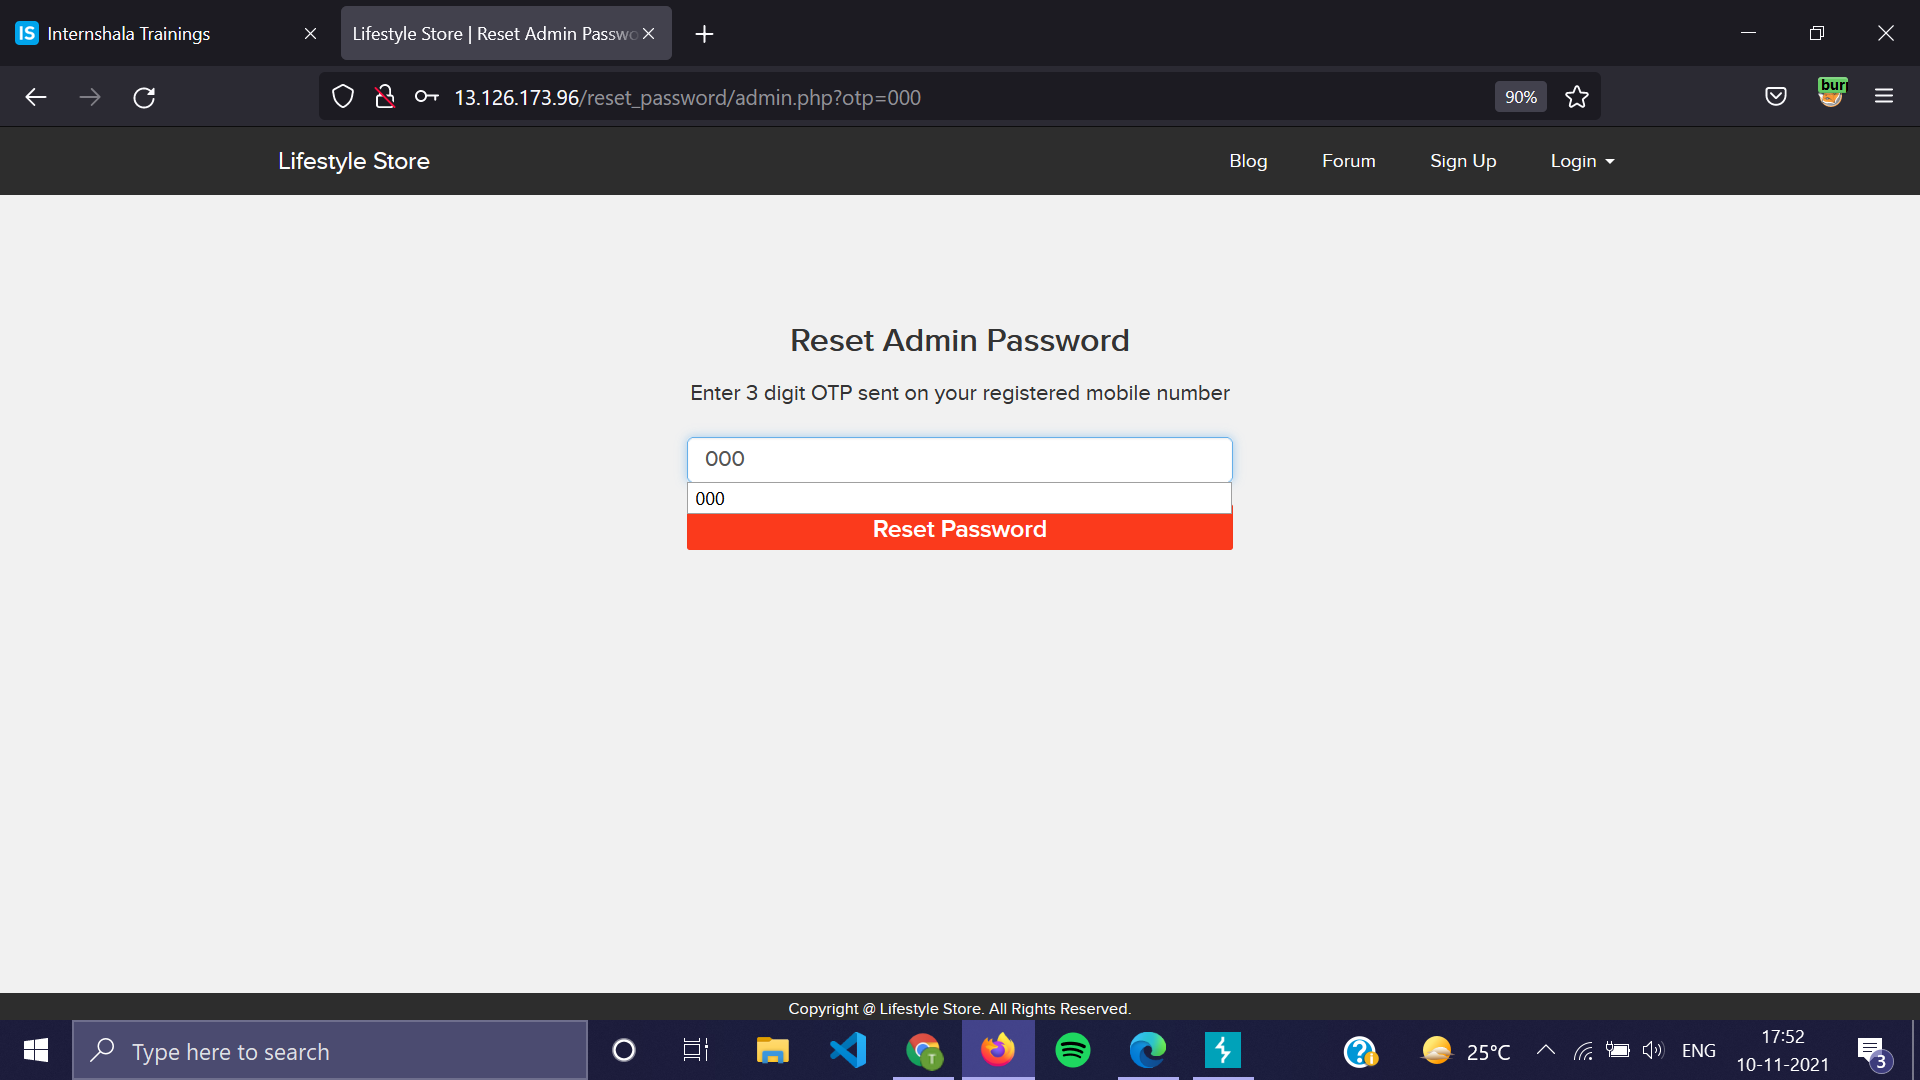 IS Internshala Trainings
Lifestyle Store | Reset Admin Passwo
13.126.173.96/reset_password/admin.php?otp=000
90%
bur
Lifestyle Store
Blog
Forum
Sign Up
Login
Reset Admin Password
Enter 3 digit OTP sent on your registered mobile number
000
000
Reset Password
Copyright @ Lifestyle Store. All Rights Reserved.
Type here to search
T
25°C
ENG
17:52
10-11-2021
3